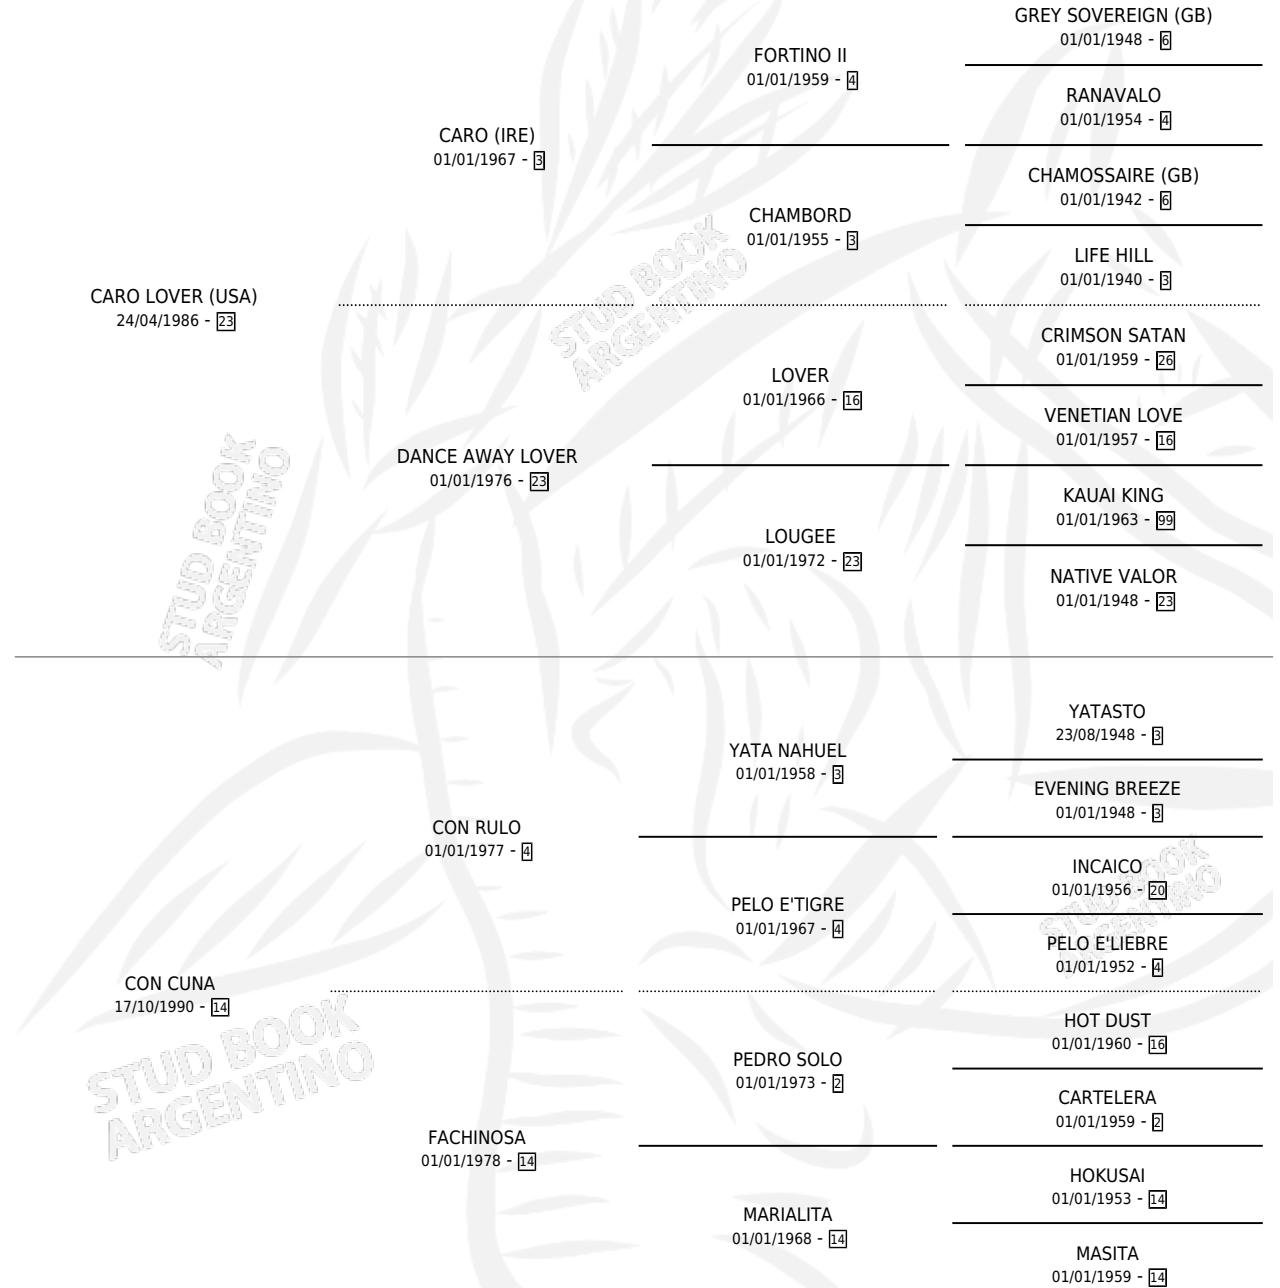 GREY SOVEREIGN (GB)
01/01/1948 - 6
FORTINO II
01/01/1959 - 4
RANAVALO
01/01/1954 - 4
CARO (IRE)
01/01/1967 - 3
CHAMOSSAIRE (GB)
01/01/1942 - 6
CHAMBORD
01/01/1955 - 3
LIFE HILL
01/01/1940 - 3
CARO LOVER (USA)
24/04/1986 - 23
STUD BOOK
ARGENTINO
CRIMSON SATAN
01/01/1959 - 26
LOVER
01/01/1966 - 16
VENETIAN LOVE
01/01/1957 - 16
DANCE AWAY LOVER
01/01/1976 - 23
KAUAI KING
01/01/1963 - 99
LOUGEE
01/01/1972 - 23
NATIVE VALOR
01/01/1948 - 23
STUD BOOK
ARGENTINO
YATASTO
23/08/1948 - 3
YATA NAHUEL
01/01/1958 - 3
EVENING BREEZE
01/01/1948 - 3
CON RULO
01/01/1977 - 4
INCAICO
01/01/1956 - 20
PELO E'TIGRE
01/01/1967 - 4
PELO E'LIEBRE
01/01/1952 - 4
STUD BOOK
ARGENTINO
CON CUNA
17/10/1990 - 14
HOT DUST
01/01/1960 - 16
PEDRO SOLO
01/01/1973 - 2
CARTELERA
01/01/1959 - 2
STUD BOOK
ARGENTINO
FACHINOSA
01/01/1978 - 14
HOKUSAI
01/01/1953 - 14
MARIALITA
01/01/1968 - 14
MASITA
01/01/1959 - 14